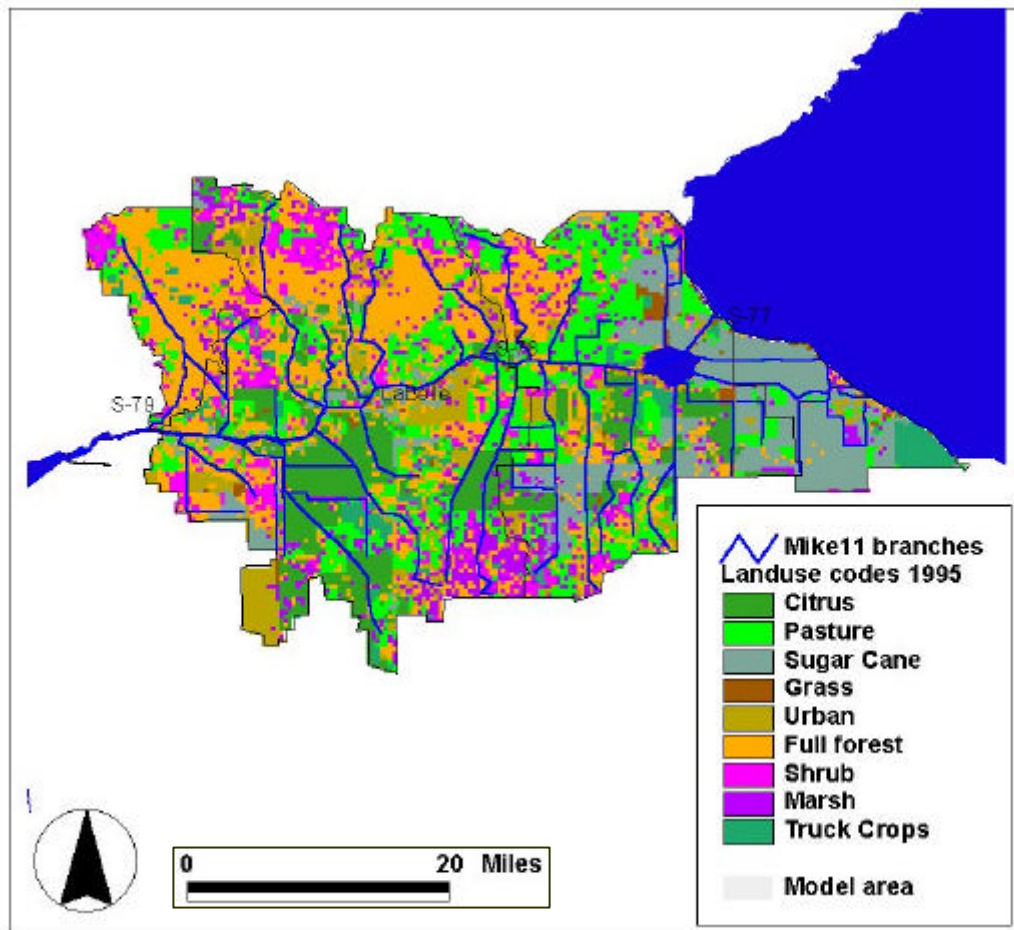 S-77
S-78
LaBelle
S-79
Mike11 branches
Landuse codes 1995
Citrus
Pasture
Sugar Cane
Grass
Urban
Full forest
Shrub
Marsh
Truck Crops
Model area
0 20 Miles